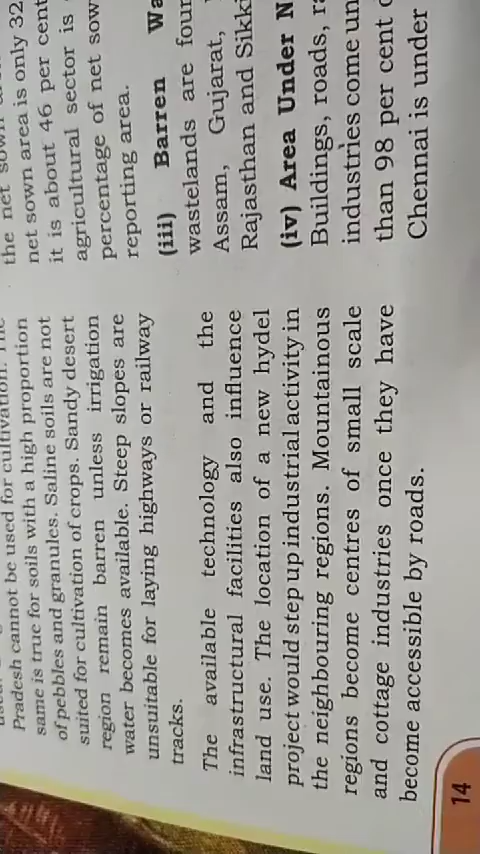 Pradesh cannot be used for cultivation. The
same is true for soils with a high proportion
of pebbles and granules. Saline soils are not
suited for cultivation of crops. Sandy desert
region remain barren unless irrigation
water becomes available. Steep slopes are
unsuitable for laying highways or railway
tracks.
The available technology and the
infrastructural facilities also influence
land use. The location of a new hydel
project would step up industrial activity in
the neighbouring regions. Mountainous
regions become centres of small scale
and cottage industries once they have
become accessible by roads.
14
the net sown
net sown area is only 32
it is about 46 per cent
agricultural sector is
percentage of net sow
reporting area.
(iii) Barren Wa
wastelands are four
Assam, Gujarat,
Rajasthan and Sikki
(iv) Area Under N
Buildings, roads, ra
industries come un
than 98 per cent
Chennai is under